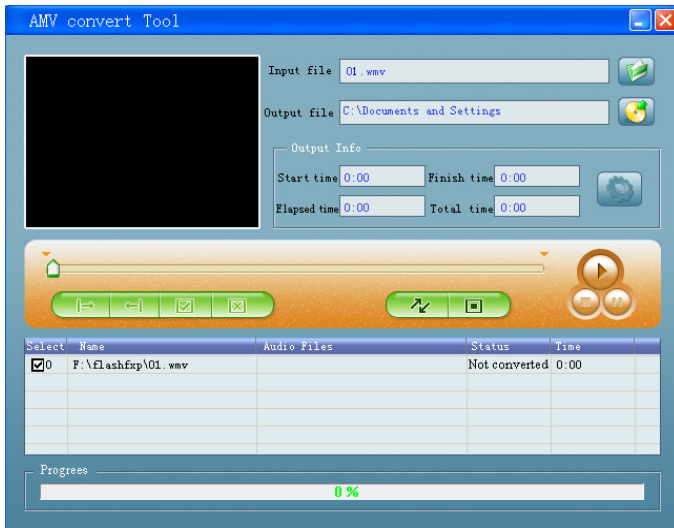 AMV convert Tool
Input file 01.wmv
Output file C:\Documents and Settings
Output Info
Start time 0:00 Finish time 0:00
Elapsed time 0:00 Total time 0:00
Select Name Audio Files Status Time
0 F:\flashfxp\01.wmv Not converted 0:00
Progrees
0 %